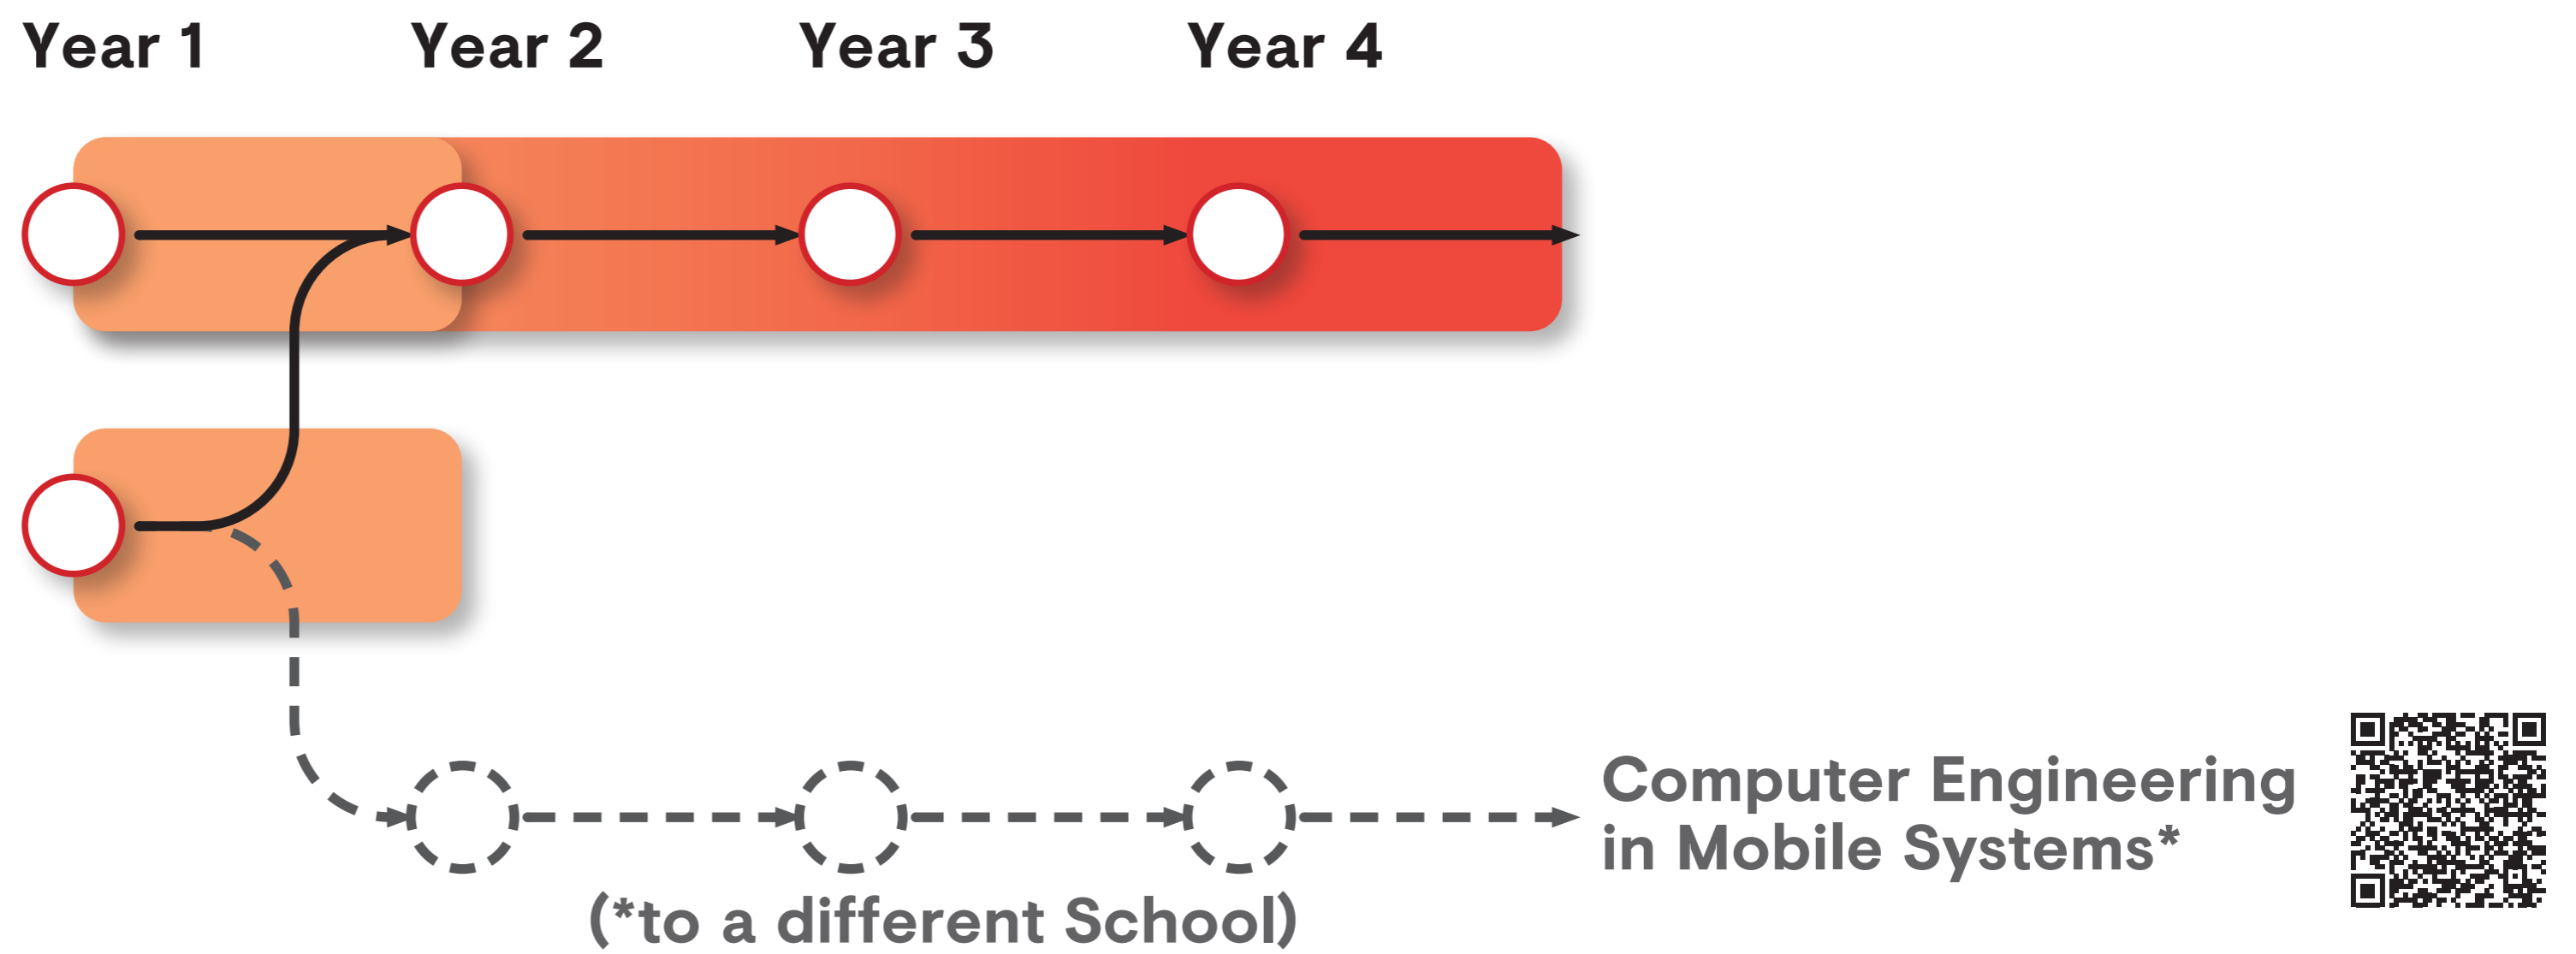 Year 1 Year 2 Year 3 Year 4
Computer Engineering
in Mobile Systems*
(*to a different School)